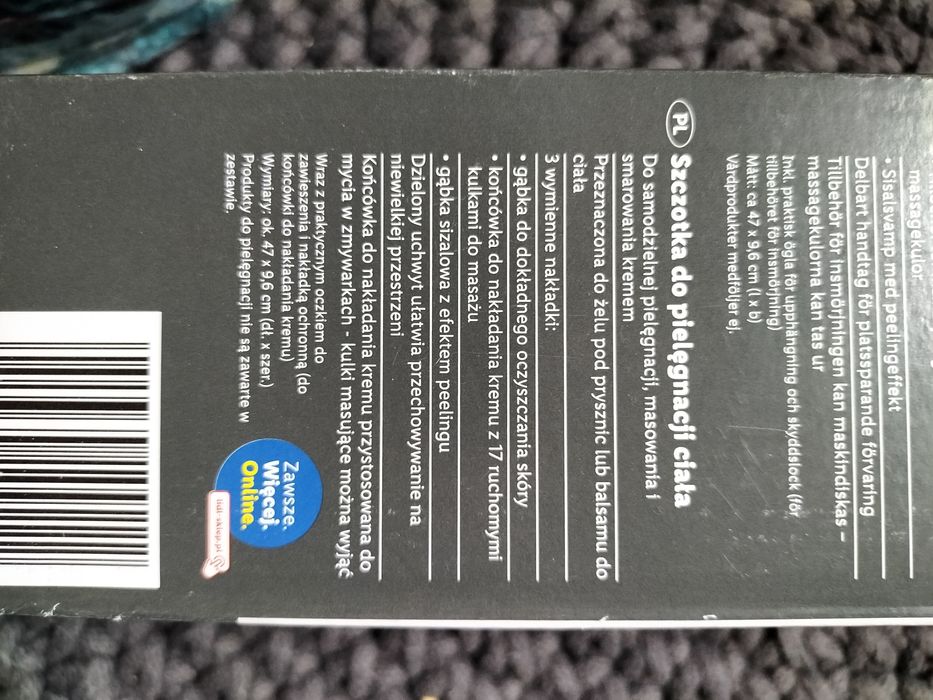 massagekulor
• Sisalsvamp med peelingeffekt
Delbart handtag för platssparande förvaring
Tillbehör för insmörjningen kan maskindiskas –
massagekulorna kan tas ur
Inkl. praktisk ögla för upphängning och skyddslock (för
tillbehöret för insmörjning)
Mått: ca 47 x 9,6 cm (l x b)
Vårdprodukter medföljer ej.
PL Szczotka do pielęgnacji ciała
Do samodzielnej pielęgnacji, masowania i
smarowania kremem
Przeznaczona do żelu pod prysznic lub balsamu do
ciała
3 wymienne nakładki:
• gąbka do dokładnego oczyszczania skóry
• końcówka do nakładania kremu z 17 ruchomymi
kulkami do masażu
• gąbka sizalowa z efektem peelingu
Dzielony uchwyt ułatwia przechowywanie na
niewielkiej przestrzeni
Końcówka do nakładania kremu przystosowana do
mycia w zmywarkach - kulki masujące można wyjąć
Wraz z praktycznym oczkiem do
zawieszenia i nakładką ochronną (do
końcówki do nakładania kremu)
Wymiary: ok. 47 x 9,6 cm (dł. x szer.)
Produkty do pielęgnacji nie są zawarte w
zestawie.
Zawsze.
Więcej.
Online.
lidl-sklep.pl